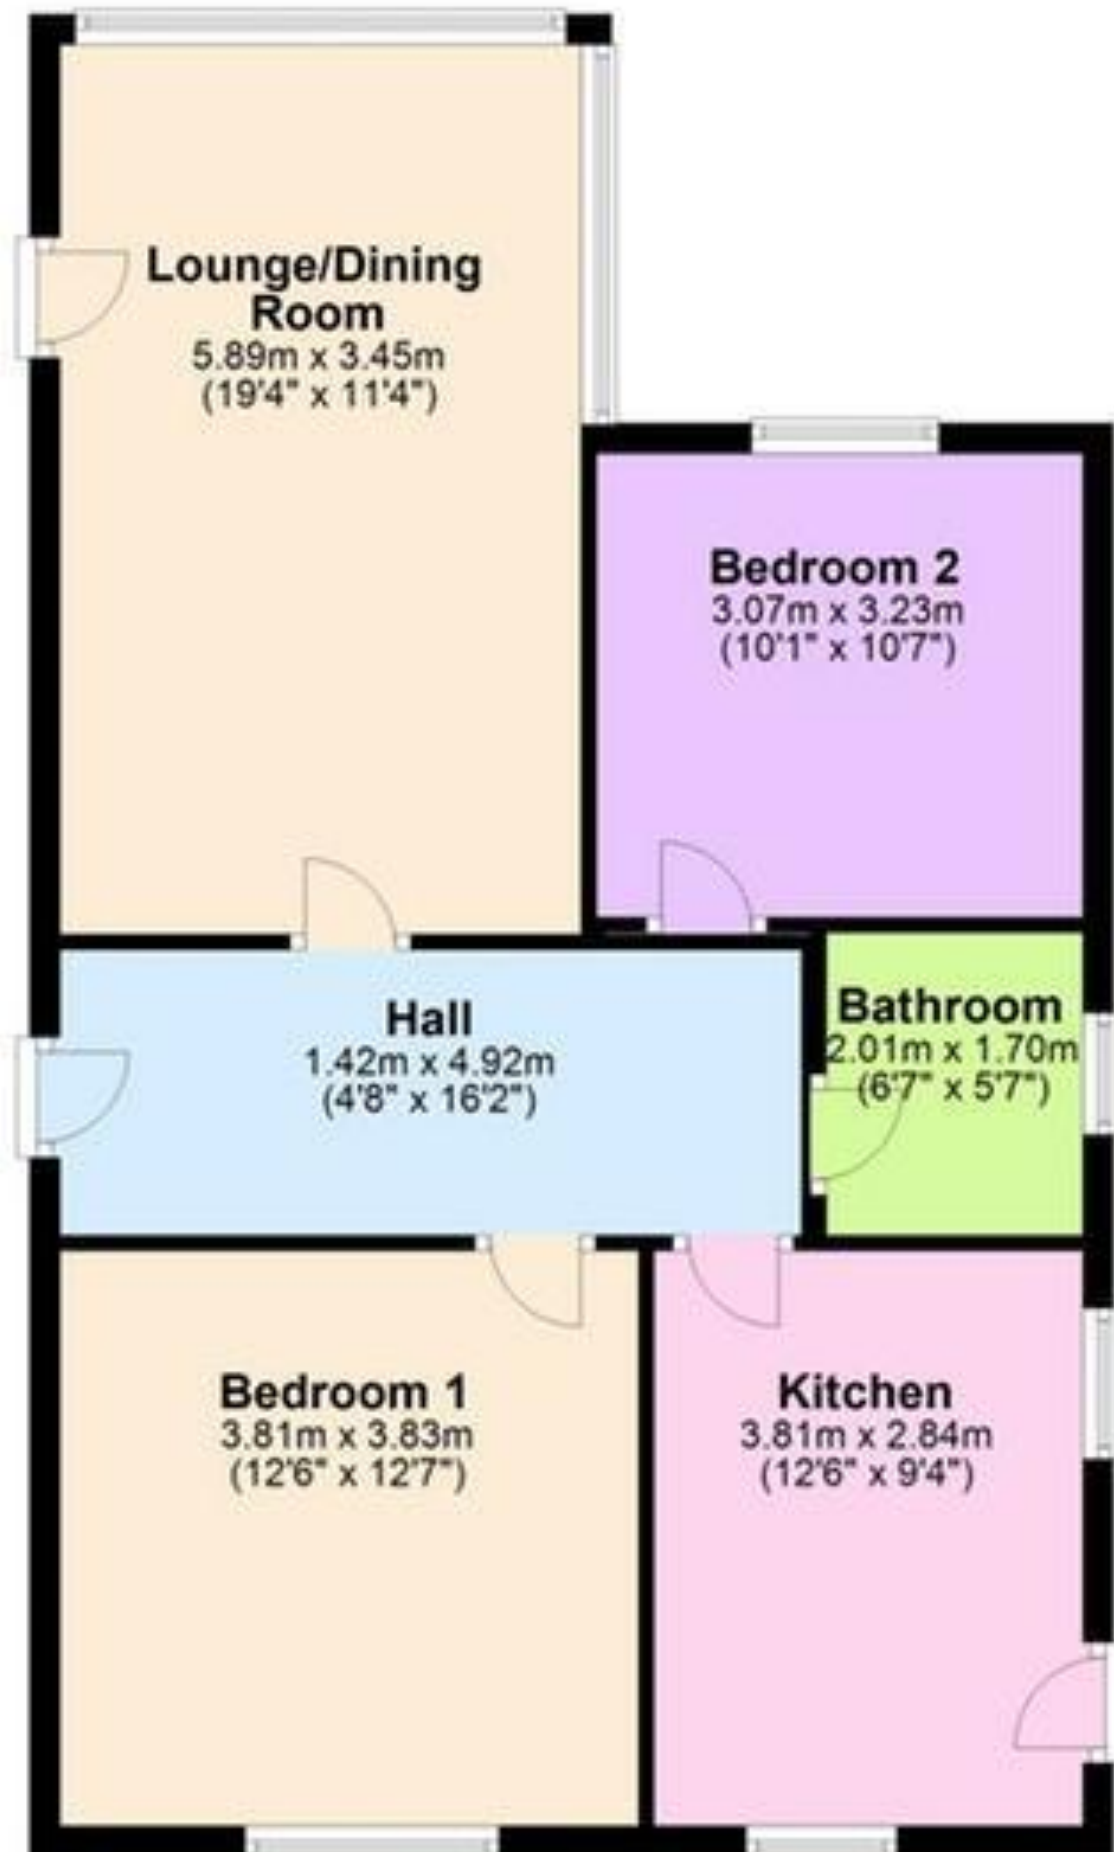 Lounge/Dining
Room
5.89m x 3.45m
(19'4" x 11'4")
Bedroom 2
3.07m x 3.23m
(10'1" x 10'7")
Hall
1.42m x 4.92m
(4'8" x 16'2")
Bathroom
2.01m x 1.70m
(6'7" x 5'7")
Bedroom 1
3.81m x 3.83m
(12'6" x 12'7")
Kitchen
3.81m x 2.84m
(12'6" x 9'4")